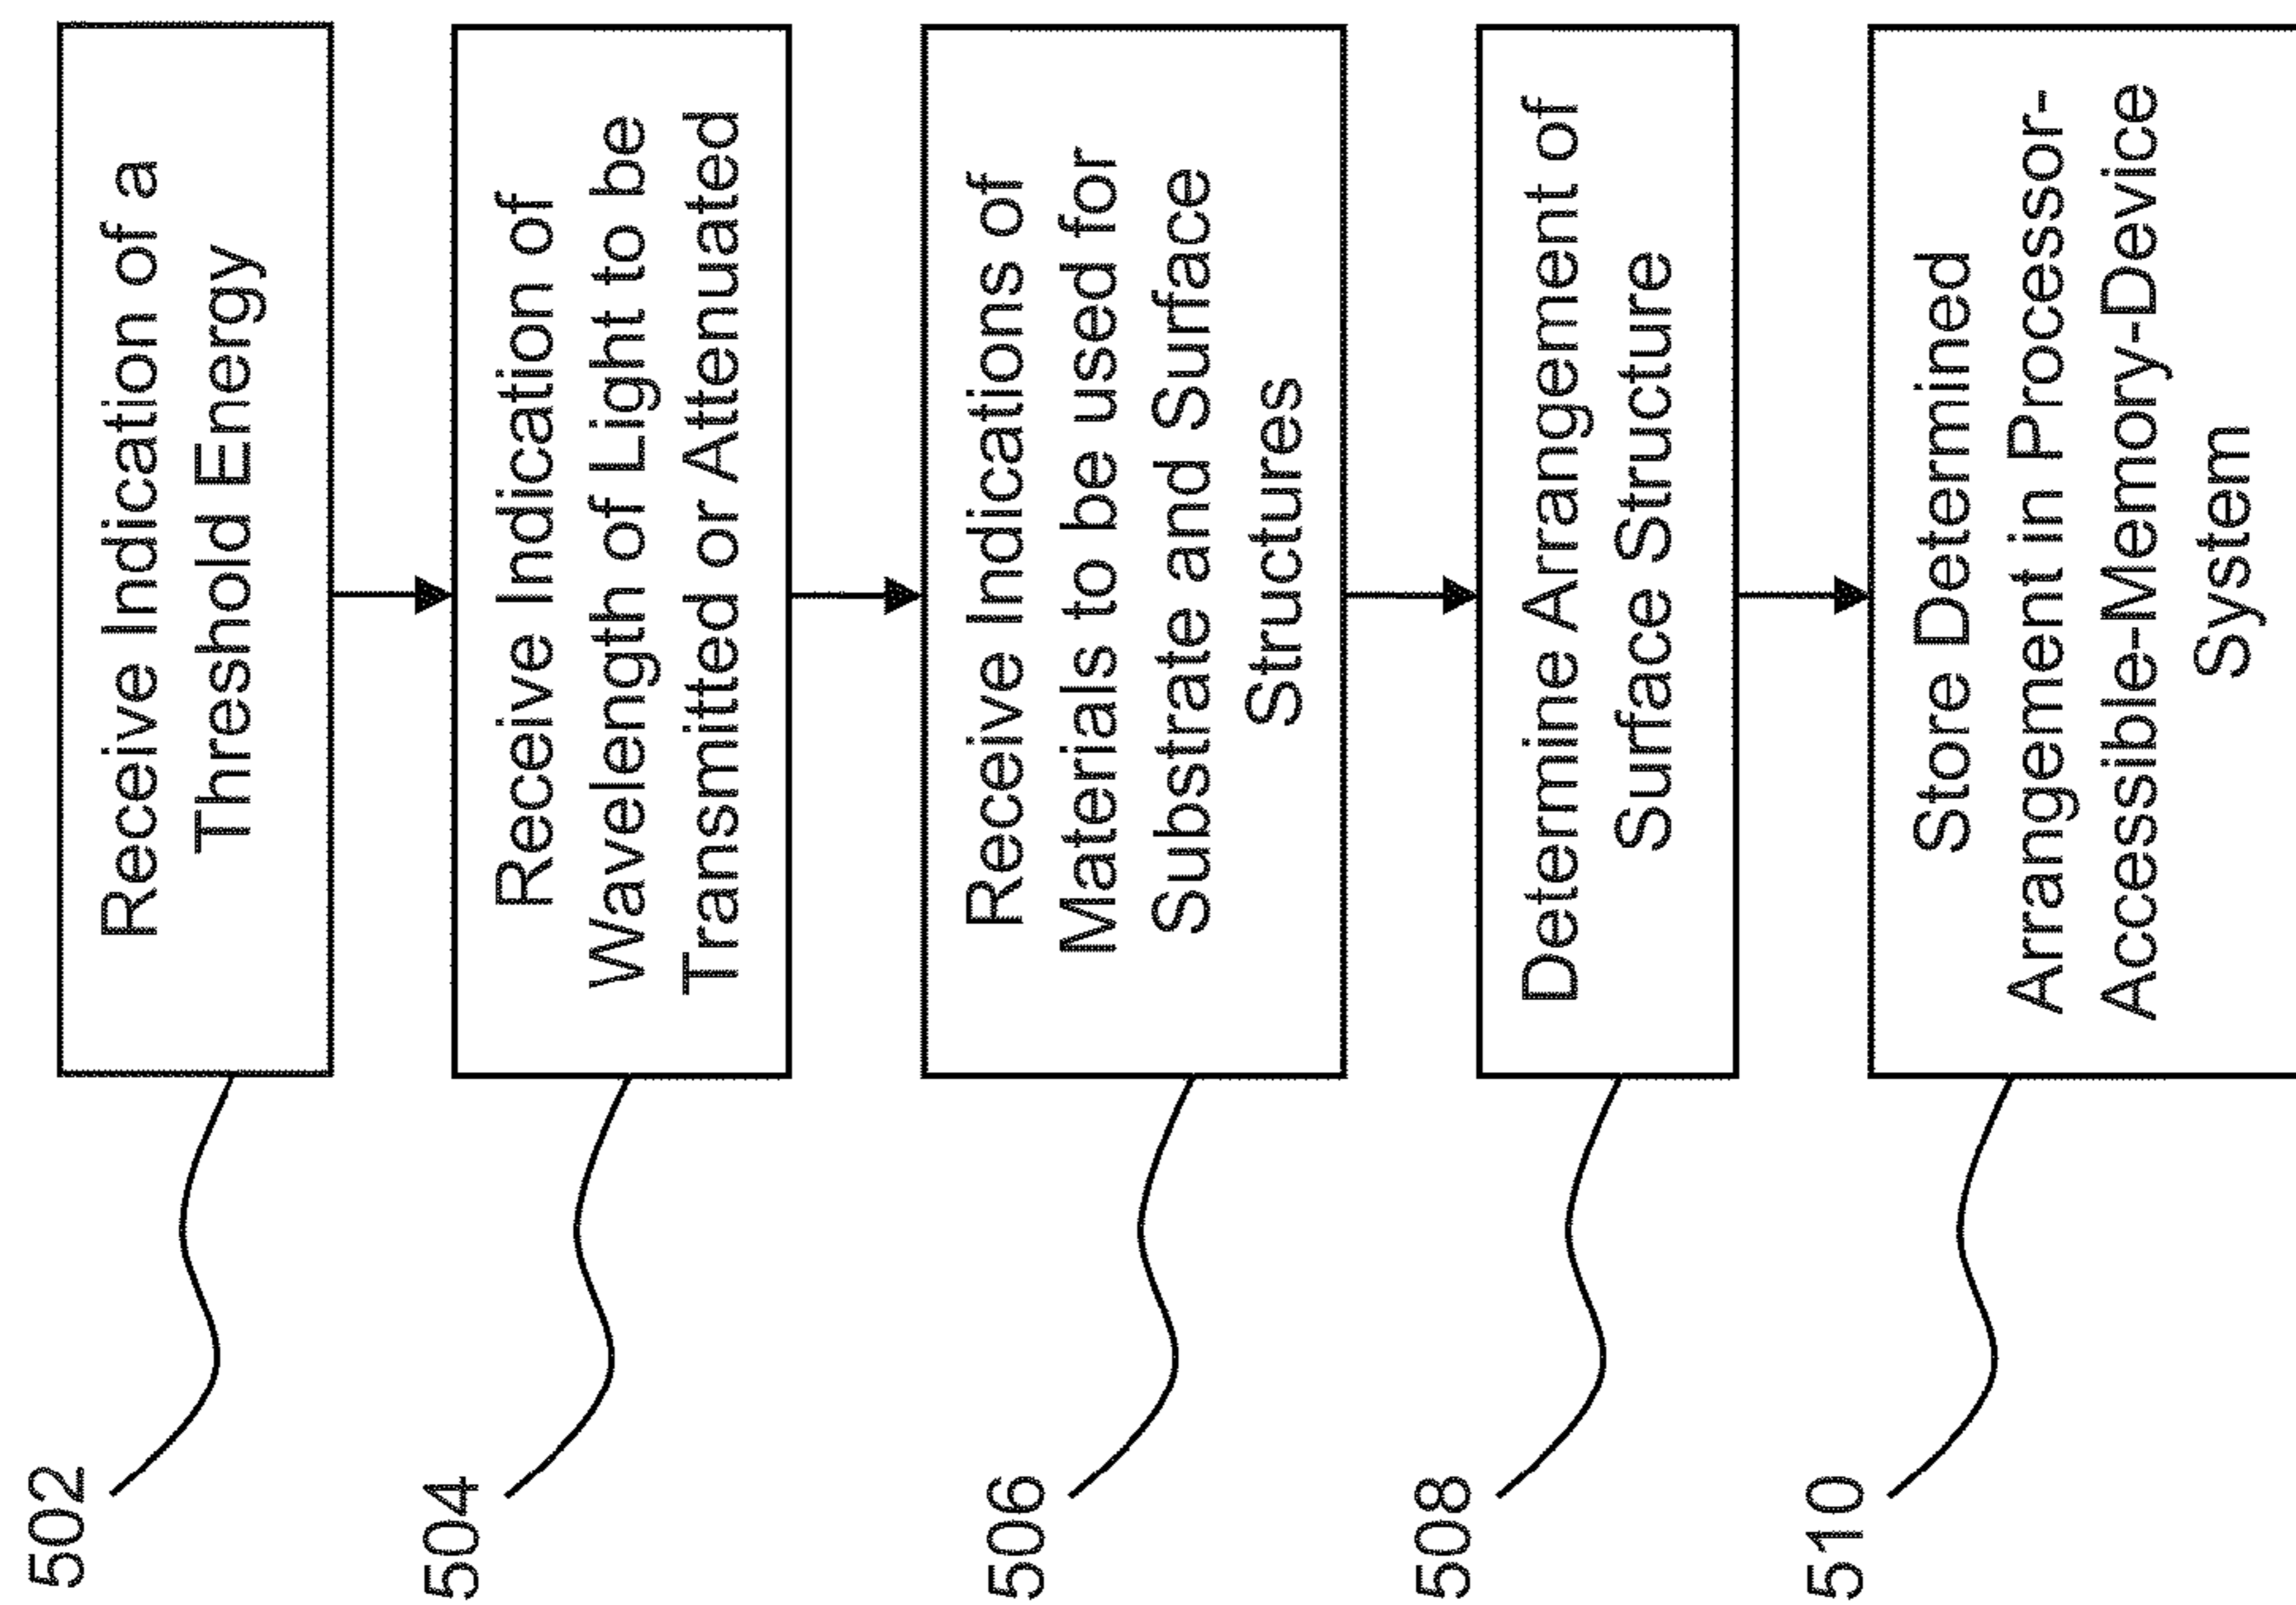 502
Receive Indication of a
Threshold Energy
504
Receive Indication of
Wavelength of Light to be
Transmitted or Attenuated
506
Receive Indications of
Materials to be used for
Substrate and Surface
Structures
508
Determine Arrangement of
Surface Structure
510
Store Determined
Arrangement in Processor-
Accessible-Memory-Device
System